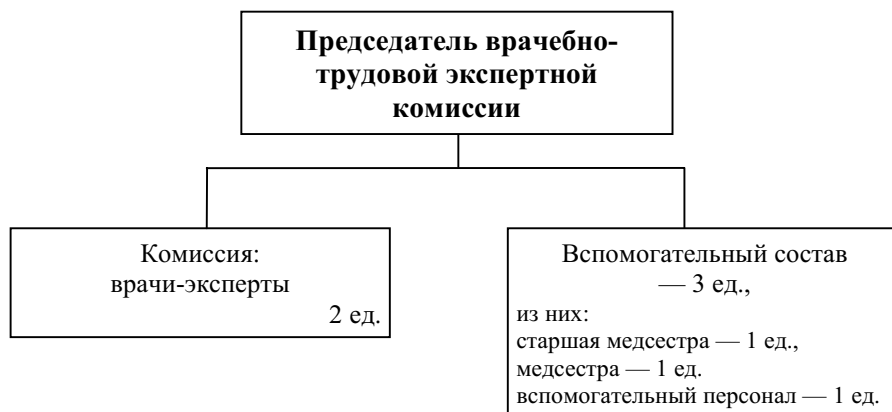 Председатель врачебно-
трудовой экспертной
комиссии
Комиссия:
врачи-эксперты
2 ед.
Вспомогательный состав
— 3 ед.,
из них:
старшая медсестра — 1 ед.,
медсестра — 1 ед.
вспомогательный персонал — 1 ед.